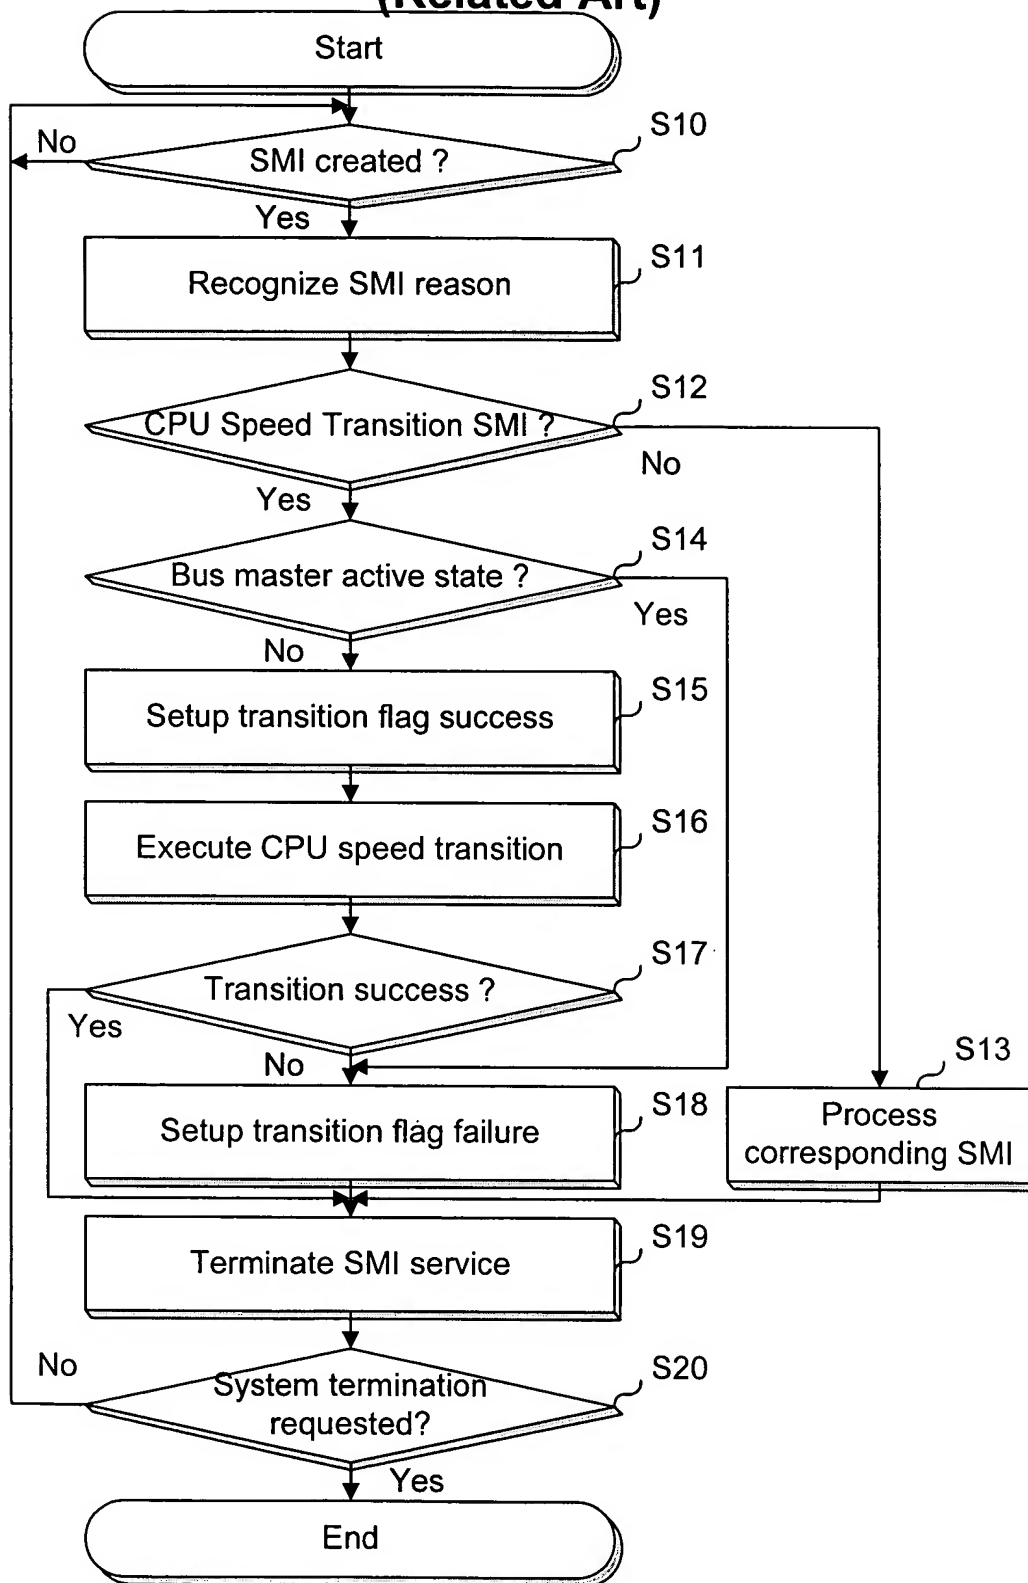 (Related Art)
Start
S10
No
SMI created ?
Yes
S11
Recognize SMI reason
S12
CPU Speed Transition SMI ?
No
Yes
S14
Bus master active state ?
Yes
No
S15
Setup transition flag success
S16
Execute CPU speed transition
S17
Transition success ?
Yes
No
S13
Process
corresponding SMI
S18
Setup transition flag failure
S19
Terminate SMI service
S20
No
System termination
requested?
Yes
End